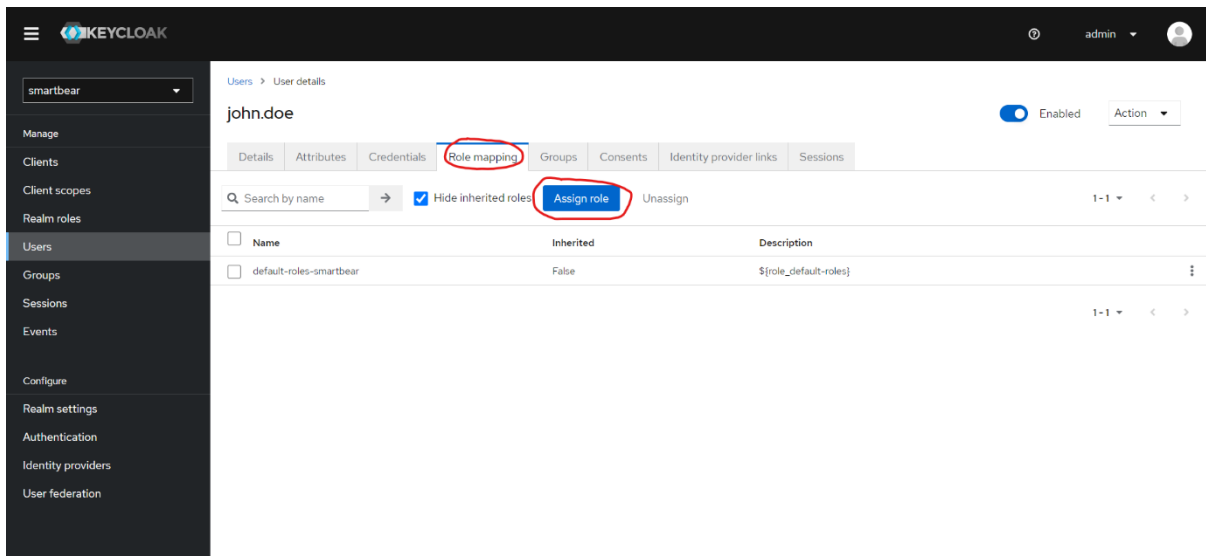 KEYCLOAK
admin
smartbear
Manage
Clients
Client scopes
Realm roles
Users
Groups
Sessions
Events
Configure
Realm settings
Authentication
Identity providers
User federation
Users > User details
john.doe
Enabled
Action
Details Attributes Credentials Role mapping Groups Consents Identity provider links Sessions
Search by name → Hide inherited roles Assign role Unassign 1-1
Name Inherited Description
default-roles-smartbear False ${role_default-roles}
1-1